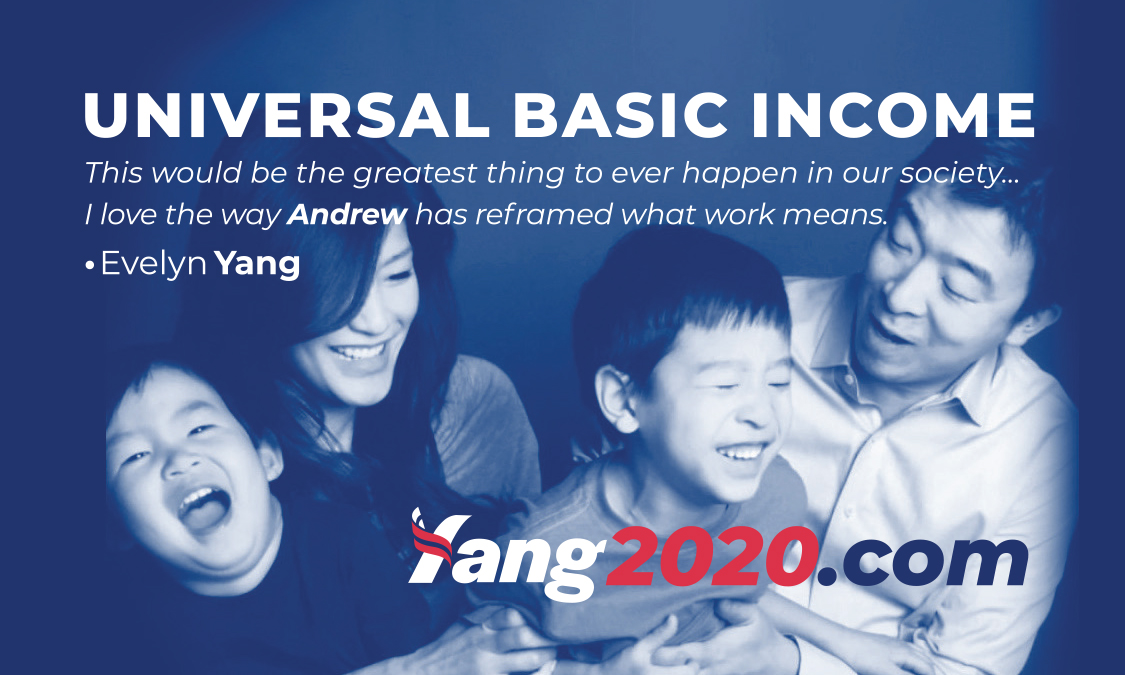 UNIVERSAL BASIC INCOME
This would be the greatest thing to ever happen in our society...
I love the way Andrew has reframed what work means.
•Evelyn Yang
Yang2020.com